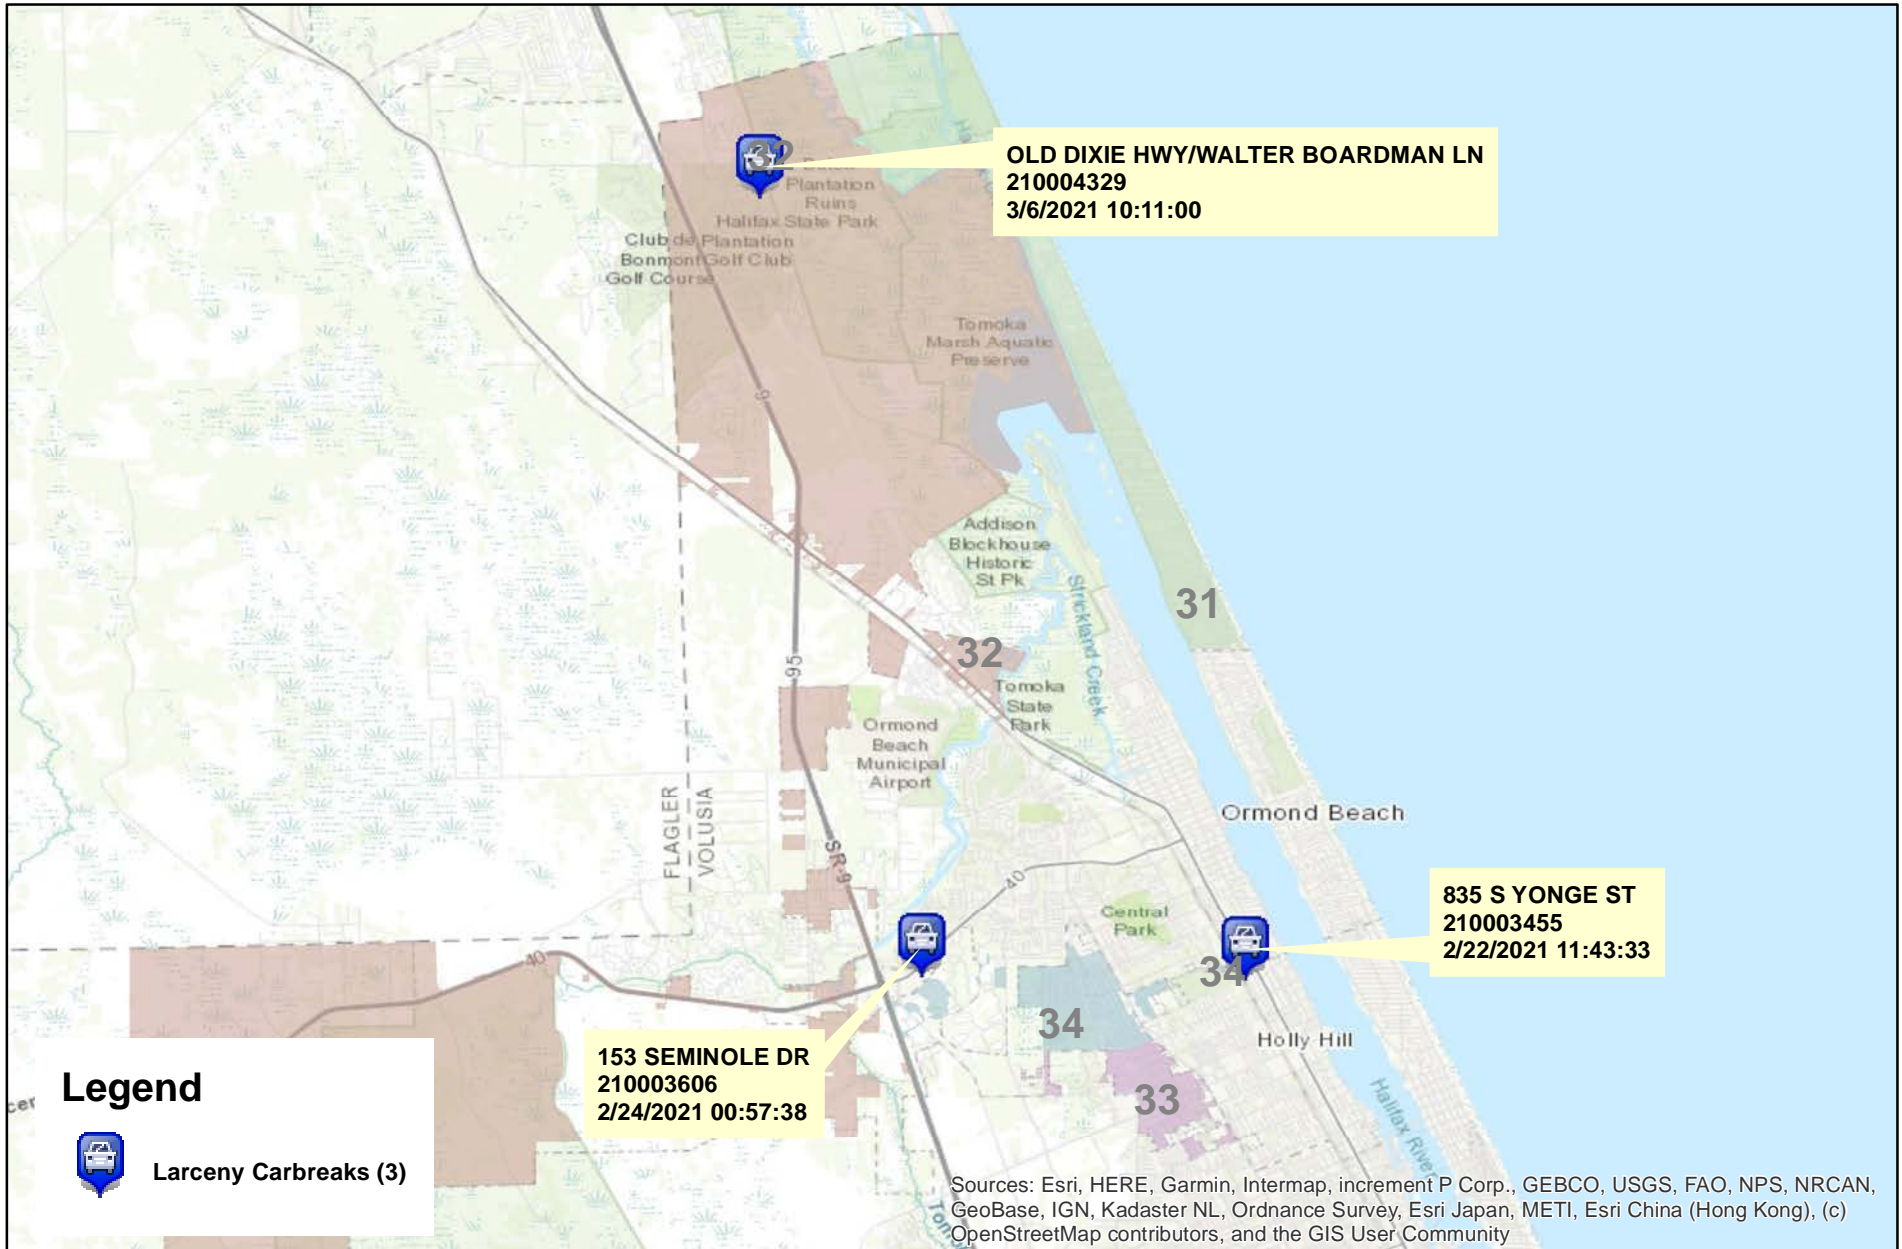 OLD DIXIE HWY/WALTER BOARDMAN LN
210004329
3/6/2021 10:11:00
32
Plantation
Ruins
Halifax State Park
Club de Plantation
Bonmont Golf Club
Golf Course
Tomoka
Marsh Aquatic
Preserve
9
Addison
Blockhouse
Historic
St Pk
Strickland Creek
31
32
95
Tomoka
State
Park
Ormond
Beach
Municipal
Airport
FLAGLER
VOLUSIA
SR-9
Ormond Beach
40
Central
Park
835 S YONGE ST
210003455
2/22/2021 11:43:33
34
40
34
Holly Hill
153 SEMINOLE DR
210003606
2/24/2021 00:57:38
33
Halifax River
Legend
Larceny Carbreaks (3)
Sources: Esri, HERE, Garmin, Intermap, increment P Corp., GEBCO, USGS, FAO, NPS, NRCAN,
GeoBase, IGN, Kadaster NL, Ordnance Survey, Esri Japan, METI, Esri China (Hong Kong), (c)
OpenStreetMap contributors, and the GIS User Community